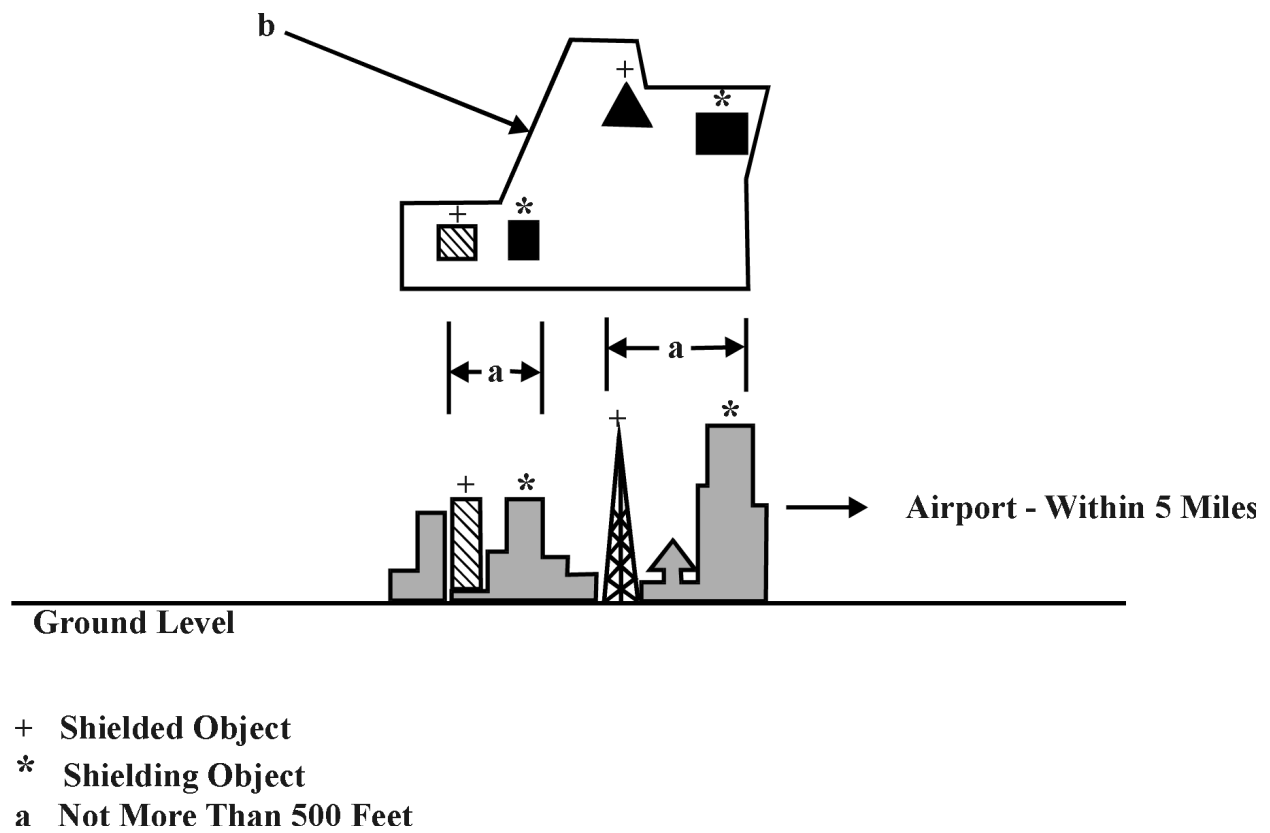 b
+
*
+
*
a
a
+
*
+
*
Airport - Within 5 Miles
Ground Level
+ Shielded Object
* Shielding Object
a Not More Than 500 Feet